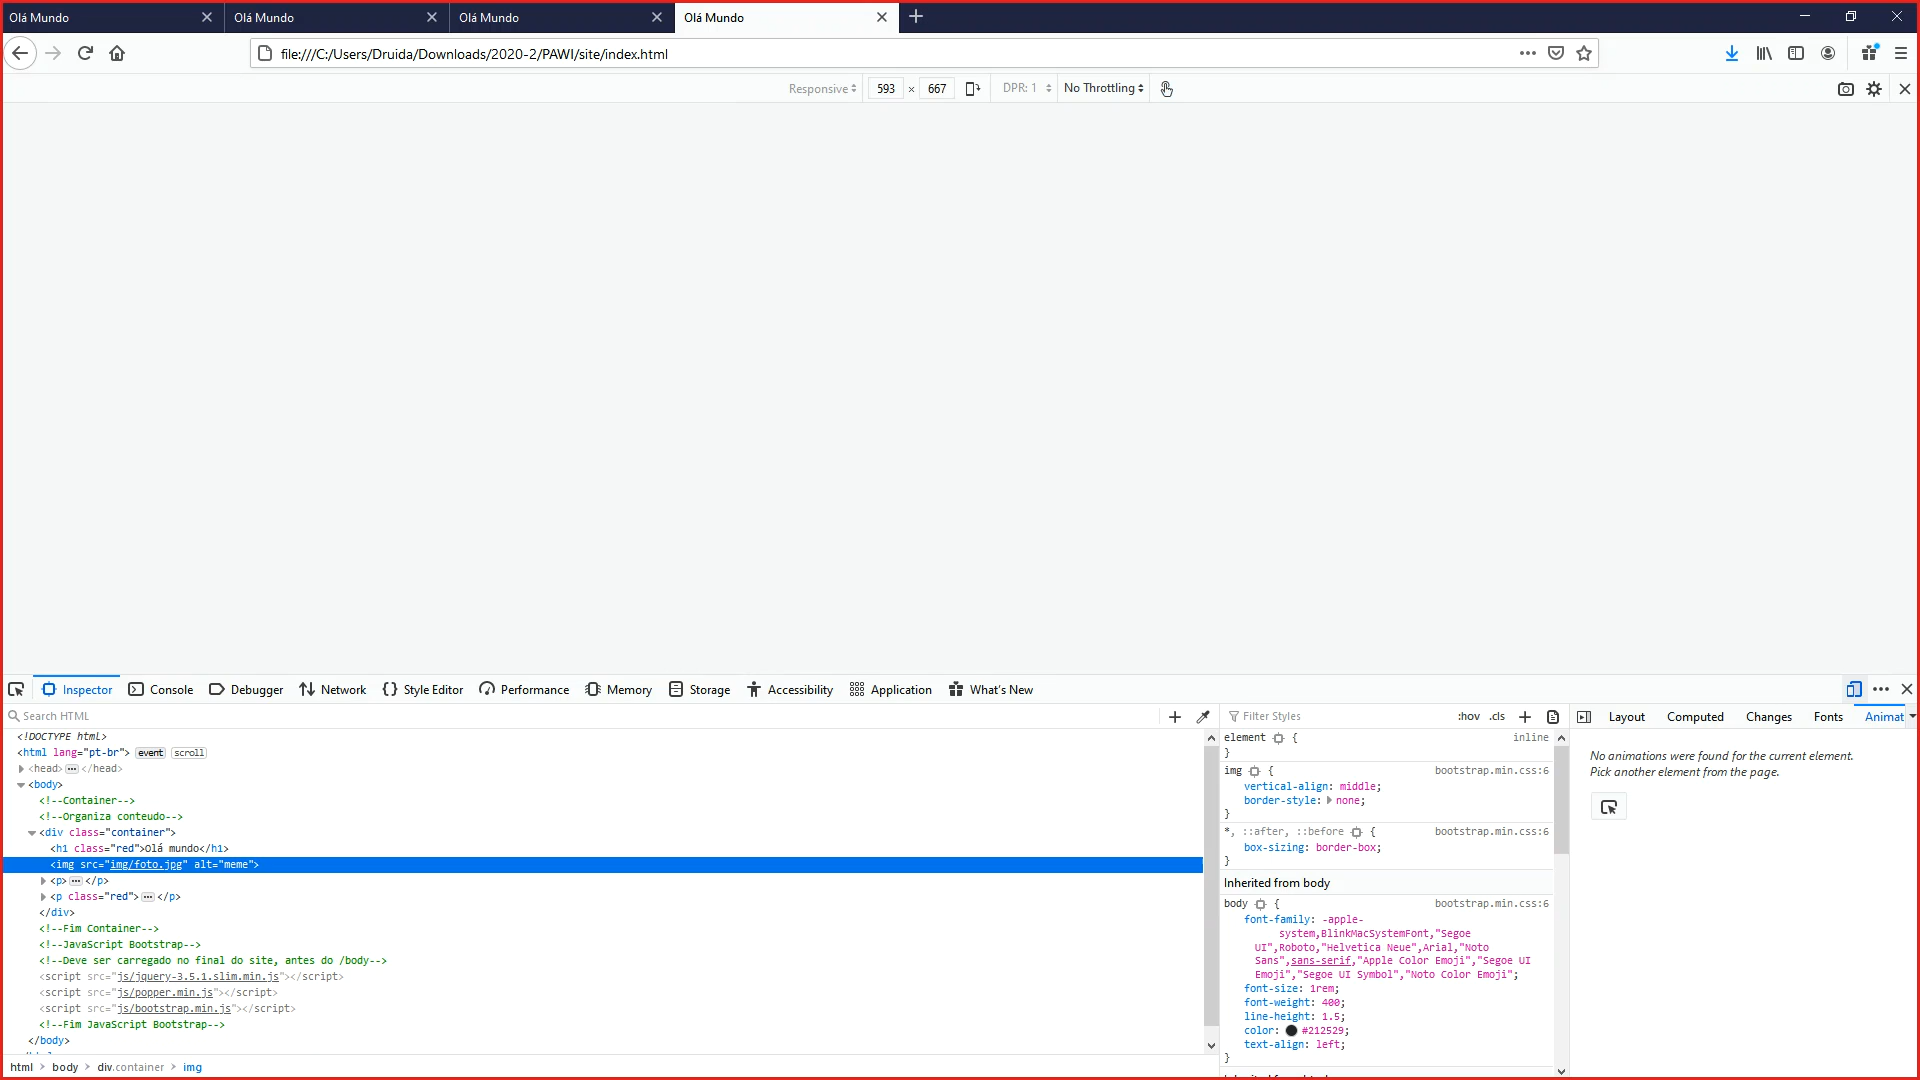 Olá Mundo
Olá Mundo
Olá Mundo
Olá Mundo
file:///C:/Users/Druida/Downloads/2020-2/PAWI/site/index.html
Responsive 593 × 667 DPR: 1 No Throttling
Inspector Console Debugger Network Style Editor Performance Memory Storage Accessibility Application What's New
Search HTML
<!DOCTYPE html>
<html lang="pt-br"> event scroll
<head> ••• </head>
<body>
<!--Container-->
<!--Organiza conteudo-->
<div class="container">
<h1 class="red">Olá mundo</h1>
<img src="img/foto.jpg" alt="meme">
<p> ••• </p>
<p class="red"> ••• </p>
</div>
<!--Fim Container-->
<!--JavaScript Bootstrap-->
<!--Deve ser carregado no final do site, antes do /body-->
<script src="js/jquery-3.5.1.slim.min.js"></script>
<script src="js/popper.min.js"></script>
<script src="js/bootstrap.min.js"></script>
<!--Fim JavaScript Bootstrap-->
</body>
html > body > div.container > img
Filter Styles :hov .cls
element { inline
}
img { bootstrap.min.css:6
vertical-align: middle;
border-style: none;
}
*, ::after, ::before { bootstrap.min.css:6
box-sizing: border-box;
}
Inherited from body
body { bootstrap.min.css:6
font-family: -apple-
system,BlinkMacSystemFont,"Segoe
UI",Roboto,"Helvetica Neue",Arial,"Noto
Sans",sans-serif,"Apple Color Emoji","Segoe UI
Emoji","Segoe UI Symbol","Noto Color Emoji";
font-size: 1rem;
font-weight: 400;
line-height: 1.5;
color: #212529;
text-align: left;
}
Layout Computed Changes Fonts Animat
No animations were found for the current element.
Pick another element from the page.